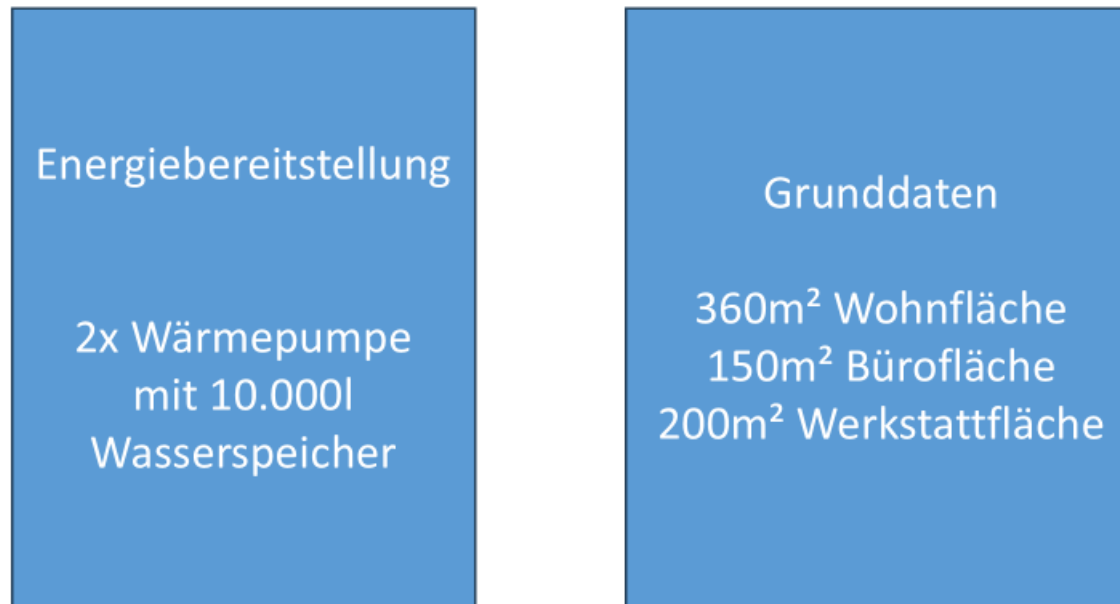 Energiebereitstellung
2x Wärmepumpe
mit 10.000l
Wasserspeicher
Grunddaten
360m² Wohnfläche
150m² Bürofläche
200m² Werkstattfläche